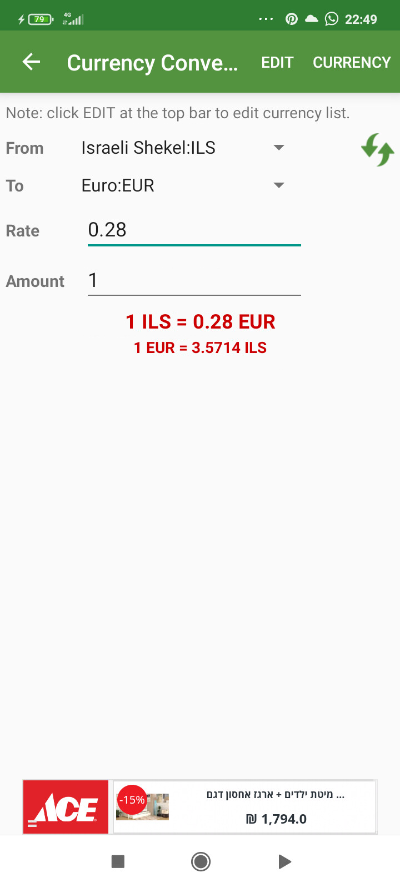 79 4G 22:49
Currency Conve... EDIT CURRENCY
Note: click EDIT at the top bar to edit currency list.
From Israeli Shekel:ILS
To Euro:EUR
Rate 0.28
Amount 1
1 ILS = 0.28 EUR
1 EUR = 3.5714 ILS
ACE
-15%
מיטת ילדים + ארגז אחסון דגם ...
₪ 1,794.0